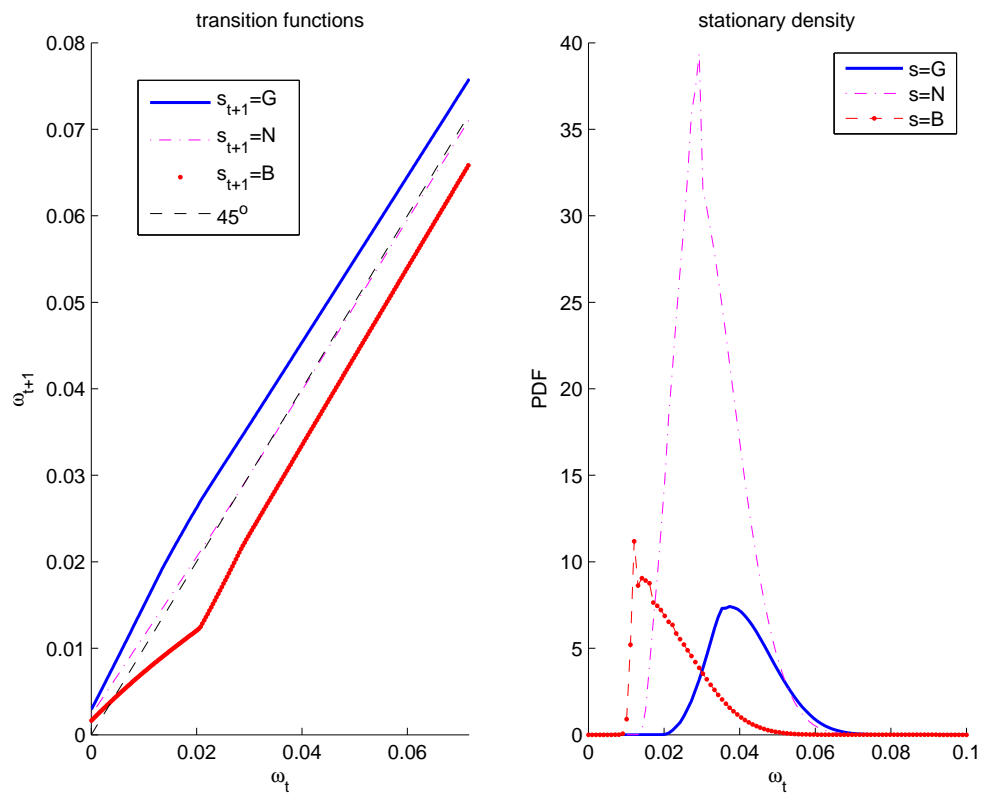 transition functions
0.08
0.07
0.06
0.05
0.04
0.03
0.02
0.01
0
0
0.02
0.04
0.06
ω_{t+1}
ω_t
s_{t+1}=G
s_{t+1}=N
s_{t+1}=B
45°
stationary density
40
35
30
25
20
15
10
5
0
0
0.02
0.04
0.06
0.08
0.1
PDF
ω_t
s=G
s=N
s=B